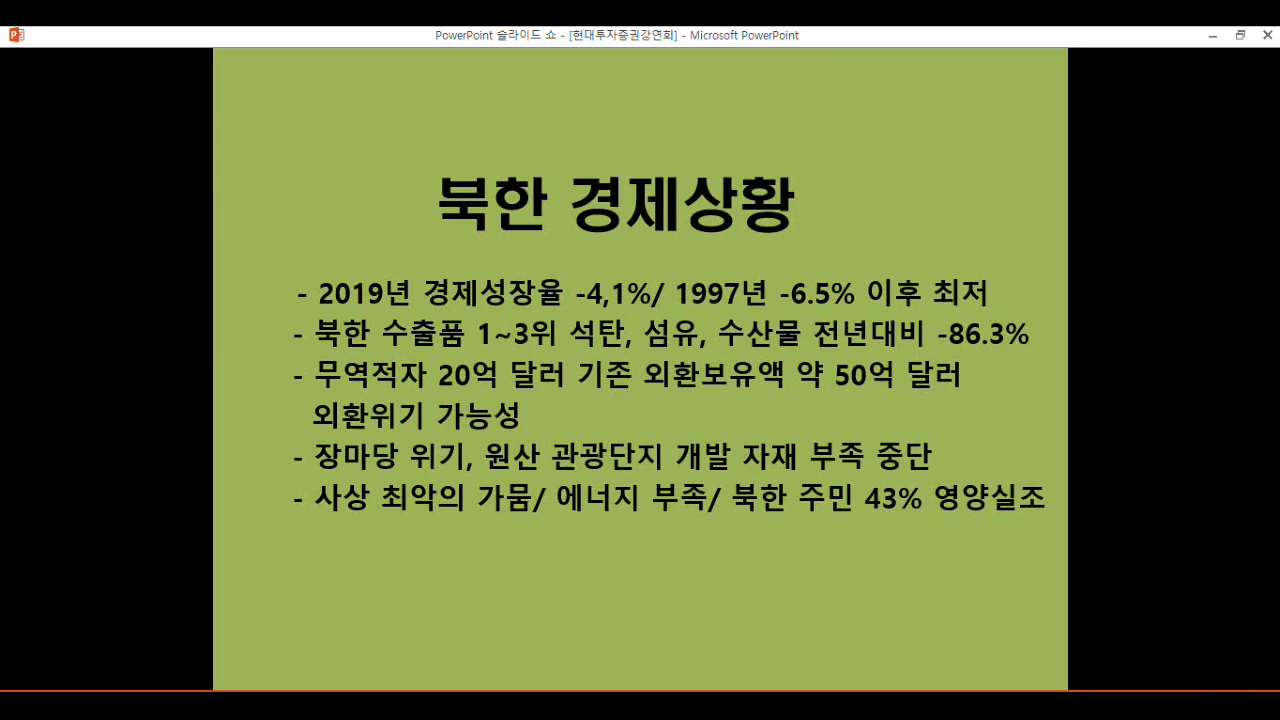 PowerPoint 슬라이드 쇼 - [현대투자증권강연회] - Microsoft PowerPoint
북한 경제상황
- 2019년 경제성장율 -4,1%/ 1997년 -6.5% 이후 최저
- 북한 수출품 1~3위 석탄, 섬유, 수산물 전년대비 -86.3%
- 무역적자 20억 달러 기존 외환보유액 약 50억 달러
외환위기 가능성
- 장마당 위기, 원산 관광단지 개발 자재 부족 중단
- 사상 최악의 가뭄/ 에너지 부족/ 북한 주민 43% 영양실조